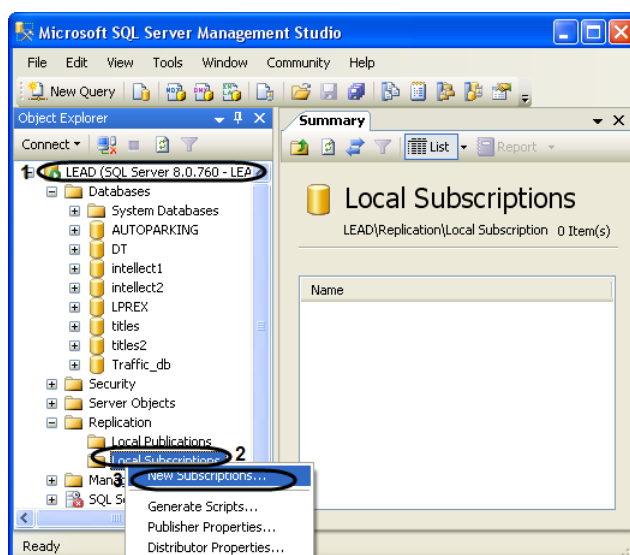 Microsoft SQL Server Management Studio
File Edit View Tools Window Community Help
New Query
Object Explorer
Summary
Connect
List
Report
1
LEAD (SQL Server 8.0.760 - LEA
Databases
System Databases
AUTOPARKING
DT
intellect1
intellect2
LPREX
titles
titles2
Traffic_db
Security
Server Objects
Replication
Local Publications
Local Subscriptions 2
3 New Subscriptions...
Generate Scripts...
Publisher Properties...
Distributor Properties...
Mana
SQL S
Local Subscriptions
LEAD\Replication\Local Subscription 0 Item(s)
Name
Ready